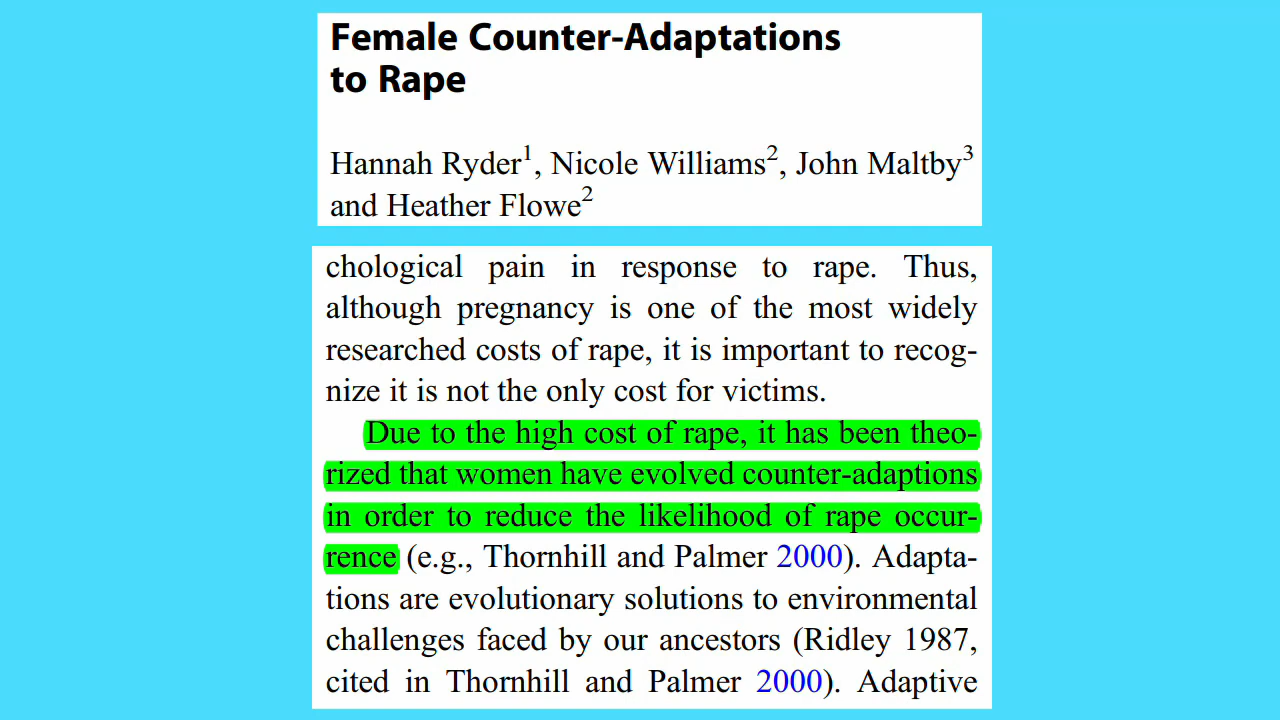 Female Counter-Adaptations
to Rape
Hannah Ryder1, Nicole Williams2, John Maltby3
and Heather Flowe2
chological pain in response to rape. Thus,
although pregnancy is one of the most widely
researched costs of rape, it is important to recog-
nize it is not the only cost for victims.
Due to the high cost of rape, it has been theo-
rized that women have evolved counter-adaptions
in order to reduce the likelihood of rape occur-
rence (e.g., Thornhill and Palmer 2000). Adapta-
tions are evolutionary solutions to environmental
challenges faced by our ancestors (Ridley 1987,
cited in Thornhill and Palmer 2000). Adaptive